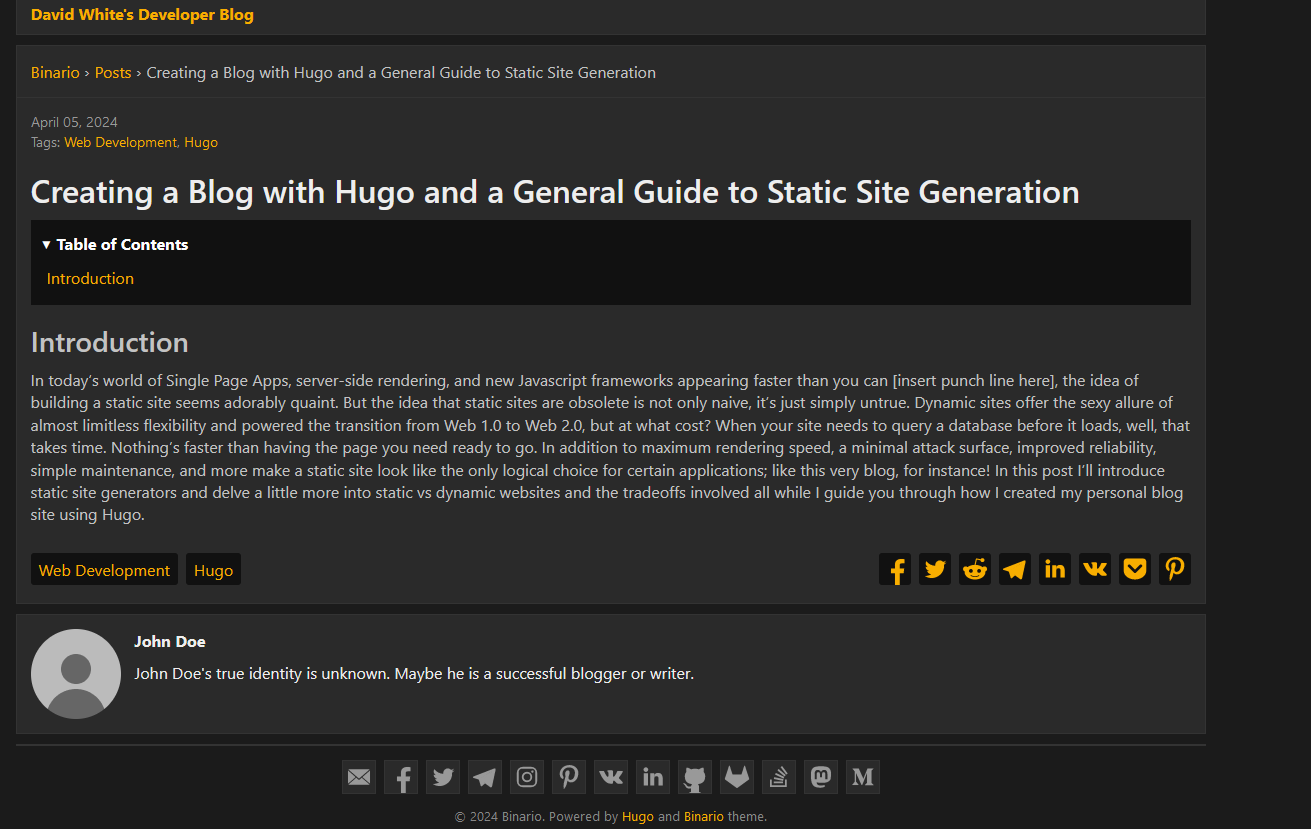 David White's Developer Blog
Binario › Posts › Creating a Blog with Hugo and a General Guide to Static Site Generation
April 05, 2024
Tags: Web Development, Hugo
Creating a Blog with Hugo and a General Guide to Static Site Generation
▼ Table of Contents
Introduction
Introduction
In today’s world of Single Page Apps, server-side rendering, and new Javascript frameworks appearing faster than you can [insert punch line here], the idea of
building a static site seems adorably quaint. But the idea that static sites are obsolete is not only naive, it’s just simply untrue. Dynamic sites offer the sexy allure of
almost limitless flexibility and powered the transition from Web 1.0 to Web 2.0, but at what cost? When your site needs to query a database before it loads, well, that
takes time. Nothing’s faster than having the page you need ready to go. In addition to maximum rendering speed, a minimal attack surface, improved reliability,
simple maintenance, and more make a static site look like the only logical choice for certain applications; like this very blog, for instance! In this post I’ll introduce
static site generators and delve a little more into static vs dynamic websites and the tradeoffs involved all while I guide you through how I created my personal blog
site using Hugo.
Web Development Hugo
John Doe
John Doe's true identity is unknown. Maybe he is a successful blogger or writer.
© 2024 Binario. Powered by Hugo and Binario theme.